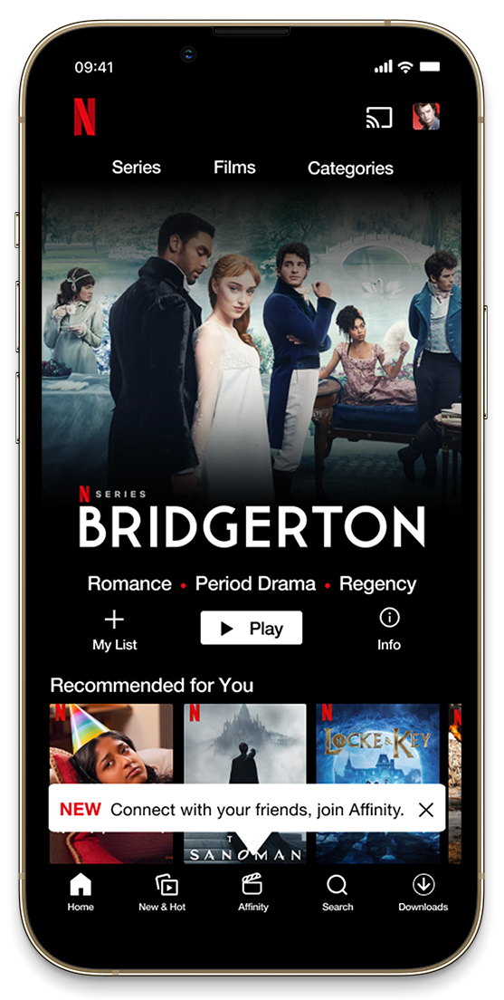 09:41
N
Series Films Categories
N SERIES
BRIDGERTON
Romance • Period Drama • Regency
My List Play Info
Recommended for You
N N N N
LOCKE & KEY
NEW Connect with your friends, join Affinity.
SANDMAN
Home New & Hot Affinity Search Downloads